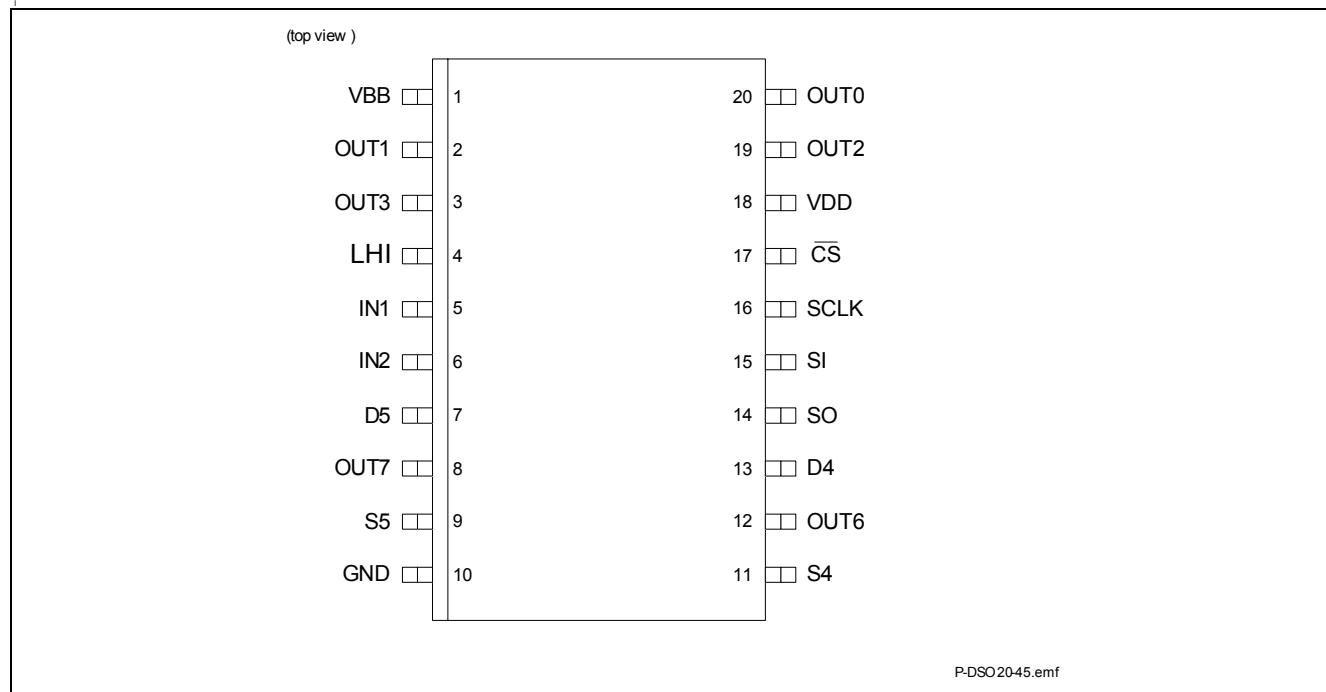 (top view )
VBB 1 20 OUT0
OUT1 2 19 OUT2
OUT3 3 18 VDD
LHI 4 17 C̅S̅
IN1 5 16 SCLK
IN2 6 15 SI
D5 7 14 SO
OUT7 8 13 D4
S5 9 12 OUT6
GND 10 11 S4
P-DSO20-45.emf